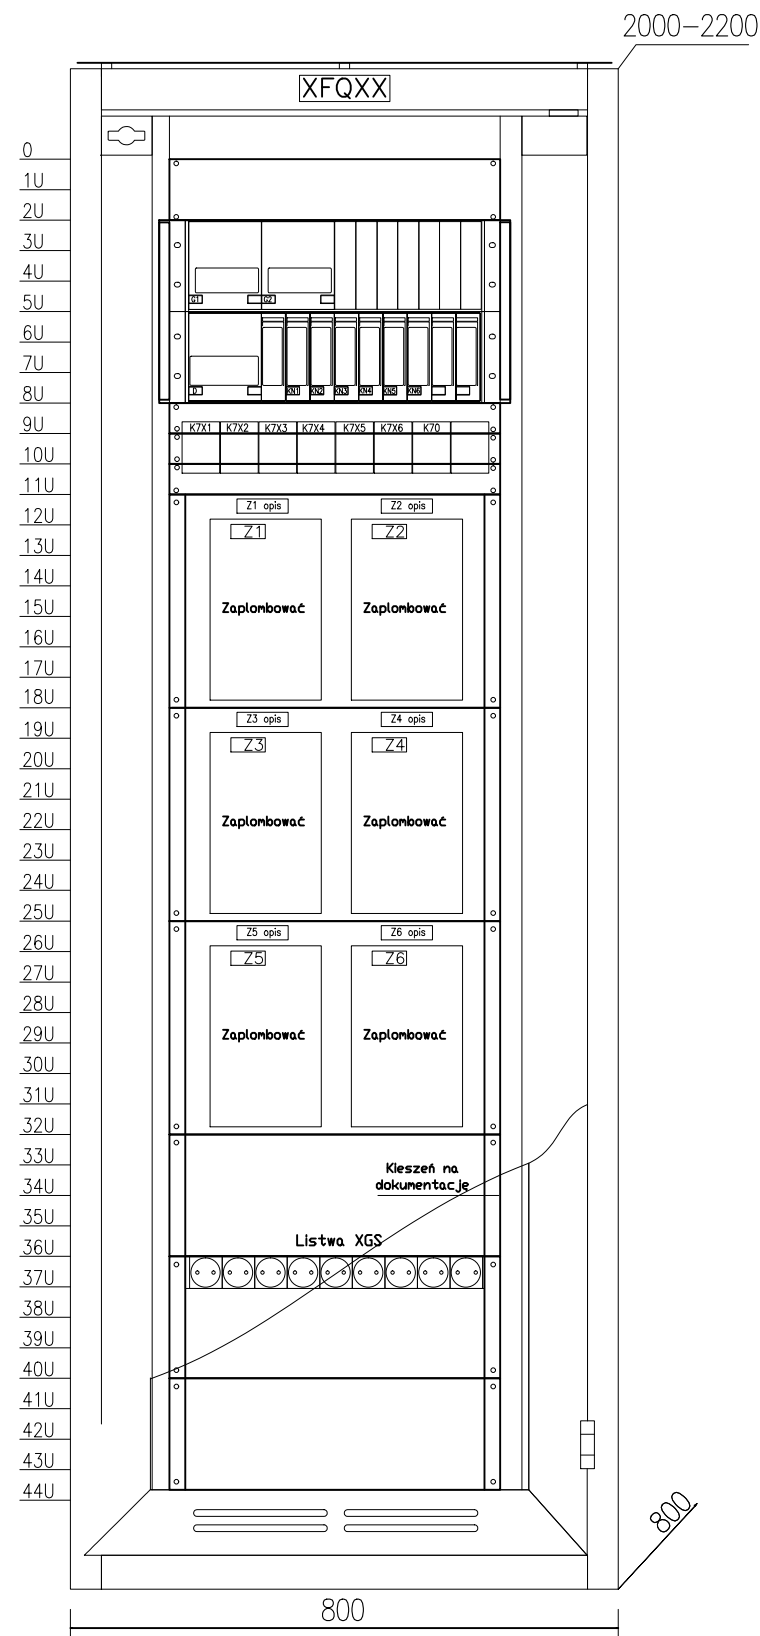 2000-2200
XFQXX
0
1U
2U
3U
4U
G1 G2
5U
6U
7U
D KN1 KN2 KN3 KN4 KN5 KN6
8U
9U
K7X1 K7X2 K7X3 K7X4 K7X5 K7X6 K70
10U
11U
Z1 opis Z2 opis
12U
Z1 Z2
13U
14U
15U
Zaplombować Zaplombować
16U
17U
18U
Z3 opis Z4 opis
19U
Z3 Z4
20U
21U
22U
Zaplombować Zaplombować
23U
24U
25U
Z5 opis Z6 opis
26U
Z5 Z6
27U
28U
29U
Zaplombować Zaplombować
30U
31U
32U
33U
Kieszeń na
dokumentację
34U
35U
Listwa XGS
36U
37U
38U
39U
40U
41U
42U
43U
44U
800
800